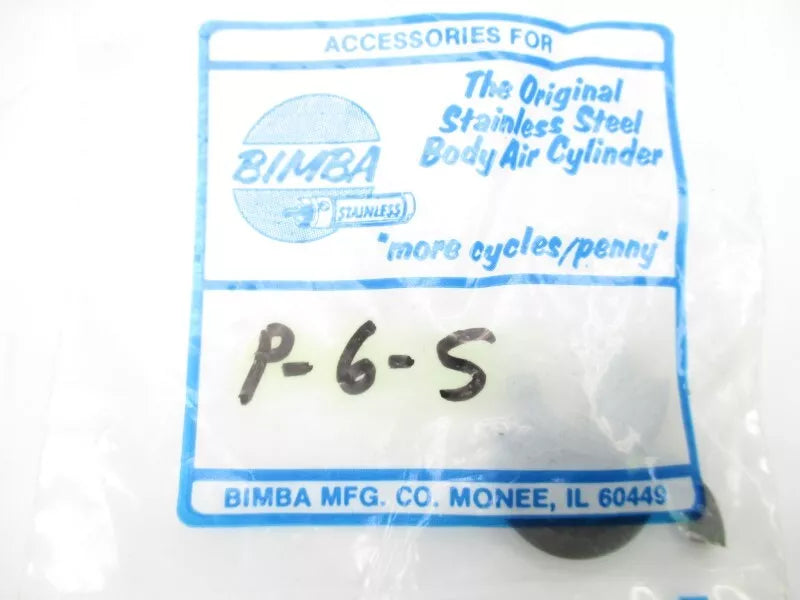 ACCESSORIES FOR
The Original
Stainless Steel
Body Air Cylinder
BIMBA
STAINLESS
"more cycles/penny"
P-6-S
BIMBA MFG. CO. MONEE, IL 60449